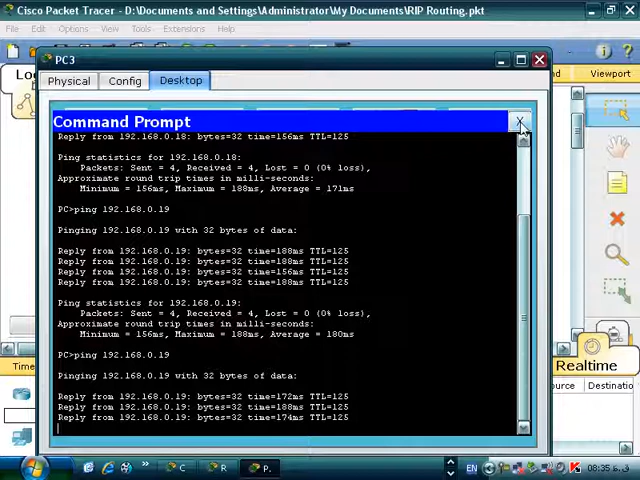 Cisco Packet Tracer - D:\Documents and Settings\Administrator\My Documents\RIP Routing.pkt
File Edit Options View Tools Extensions Help
PC3
Physical Config Desktop
Viewport
Command Prompt X
Reply from 192.168.0.18: bytes=32 time=156ms TTL=125
Ping statistics for 192.168.0.18:
Packets: Sent = 4, Received = 4, Lost = 0 (0% loss),
Approximate round trip times in milli-seconds:
Minimum = 156ms, Maximum = 188ms, Average = 171ms
PC>ping 192.168.0.19
Pinging 192.168.0.19 with 32 bytes of data:
Reply from 192.168.0.19: bytes=32 time=188ms TTL=125
Reply from 192.168.0.19: bytes=32 time=188ms TTL=125
Reply from 192.168.0.19: bytes=32 time=156ms TTL=125
Reply from 192.168.0.19: bytes=32 time=188ms TTL=125
Ping statistics for 192.168.0.19:
Packets: Sent = 4, Received = 4, Lost = 0 (0% loss),
Approximate round trip times in milli-seconds:
Minimum = 156ms, Maximum = 188ms, Average = 180ms
PC>ping 192.168.0.19
Pinging 192.168.0.19 with 32 bytes of data:
Reply from 192.168.0.19: bytes=32 time=172ms TTL=125
Reply from 192.168.0.19: bytes=32 time=188ms TTL=125
Reply from 192.168.0.19: bytes=32 time=174ms TTL=125
Realtime
Time
ource Destinatio
C R P. EN 08:35 ق.ظ